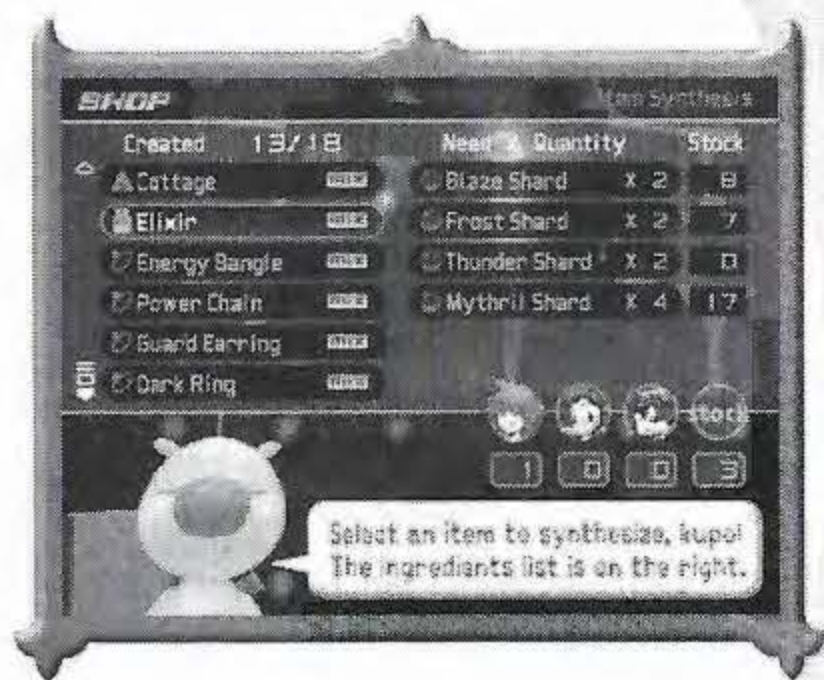 SHOP
Item Synthesis
Created 13/18
Need & Quantity Stock
Cottage
Elixir
Energy Bangle
Power Chain
Guard Earring
Dark Ring
Blaze Shard X 2 8
Frost Shard X 2 7
Thunder Shard X 2 0
Mythril Shard X 4 17
stock
1 0 0 3
Select an item to synthesize, kupo!
The ingredients list is on the right.